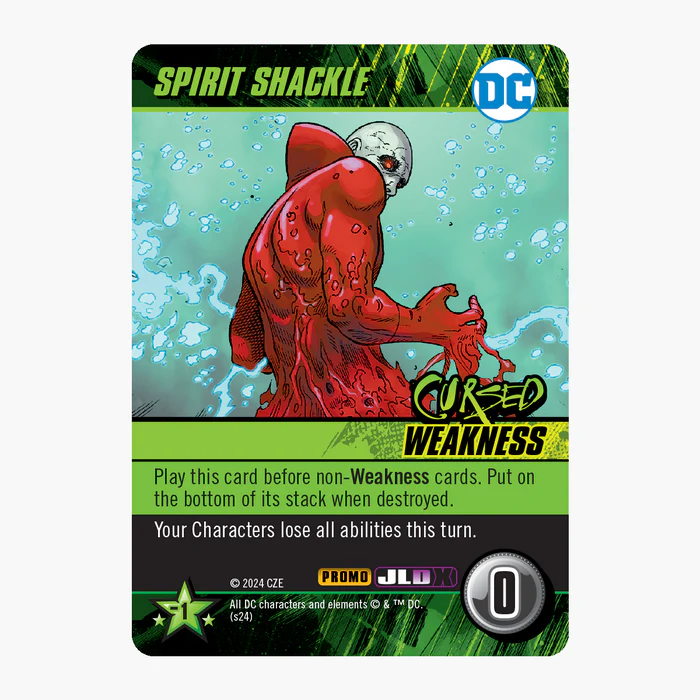 SPIRIT SHACKLE
DC
CURSED
WEAKNESS
Play this card before non-Weakness cards. Put on
the bottom of its stack when destroyed.
Your Characters lose all abilities this turn.
© 2024 CZE
PROMO
JLDX
0
-1
All DC characters and elements © & ™ DC.
(s24)